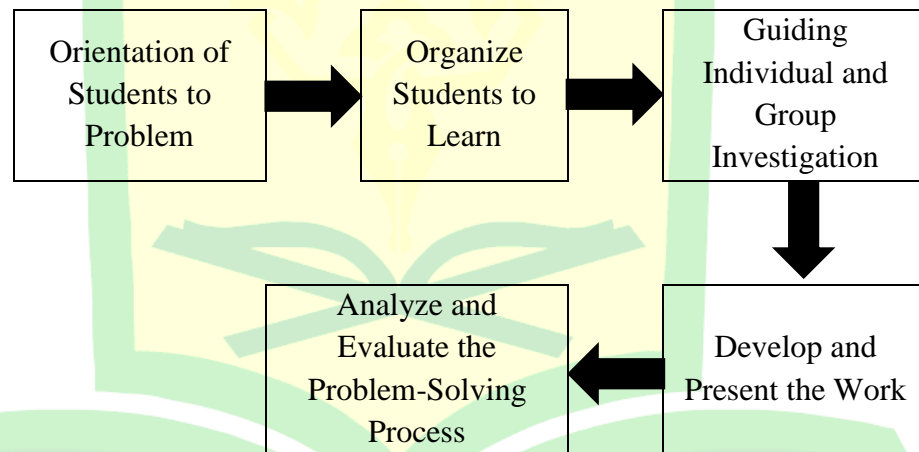 Orientation of
Students to
Problem
Organize
Students to
Learn
Guiding
Individual and
Group
Investigation
Develop and
Present the Work
Analyze and
Evaluate the
Problem-Solving
Process